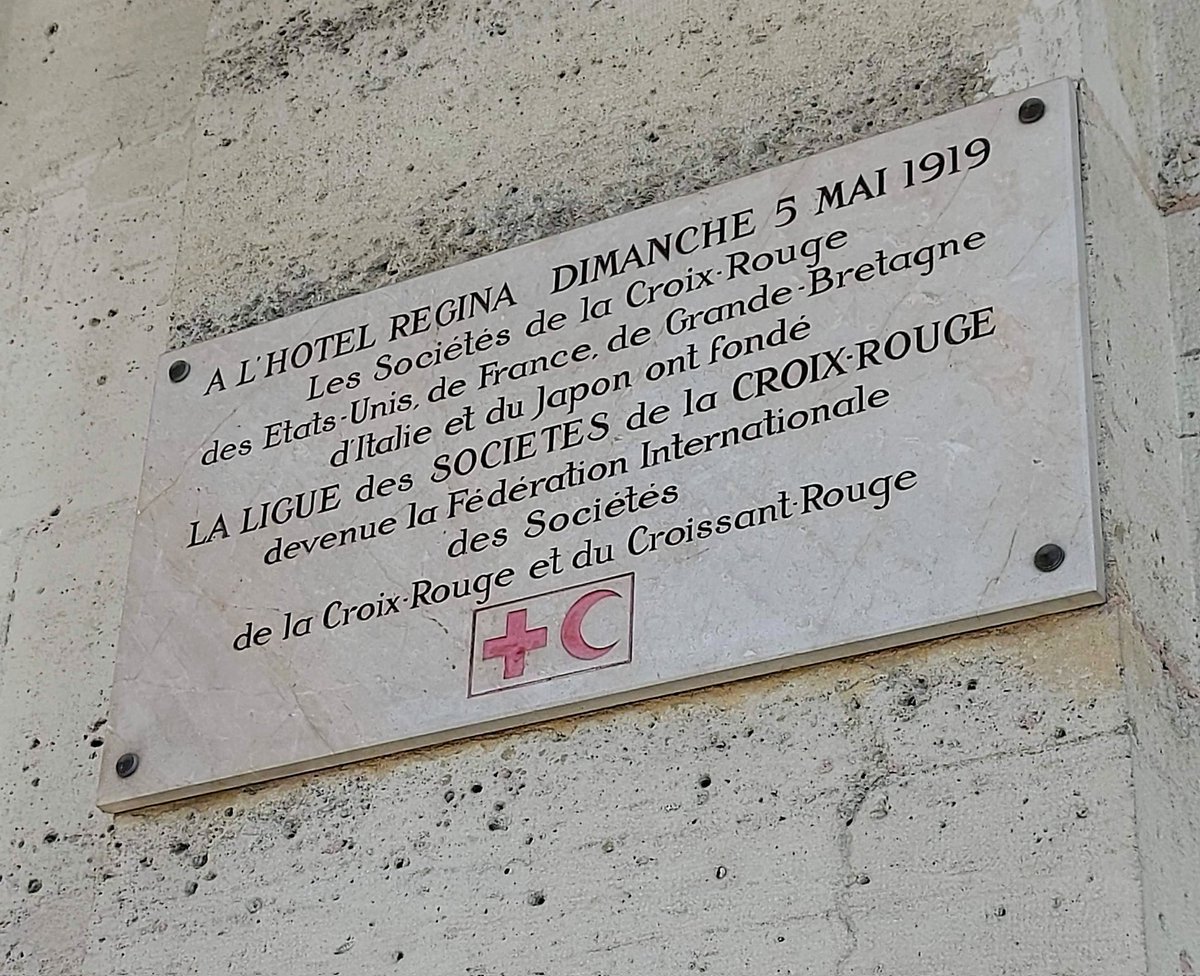 A L'HOTEL REGINA DIMANCHE 5 MAI 1919
Les Sociétés de la Croix-Rouge
des Etats-Unis, de France, de Grande-Bretagne
d'Italie et du Japon ont fondé
LA LIGUE des SOCIETES de la CROIX-ROUGE
devenue la Fédération Internationale
des Sociétés
de la Croix-Rouge et du Croissant-Rouge